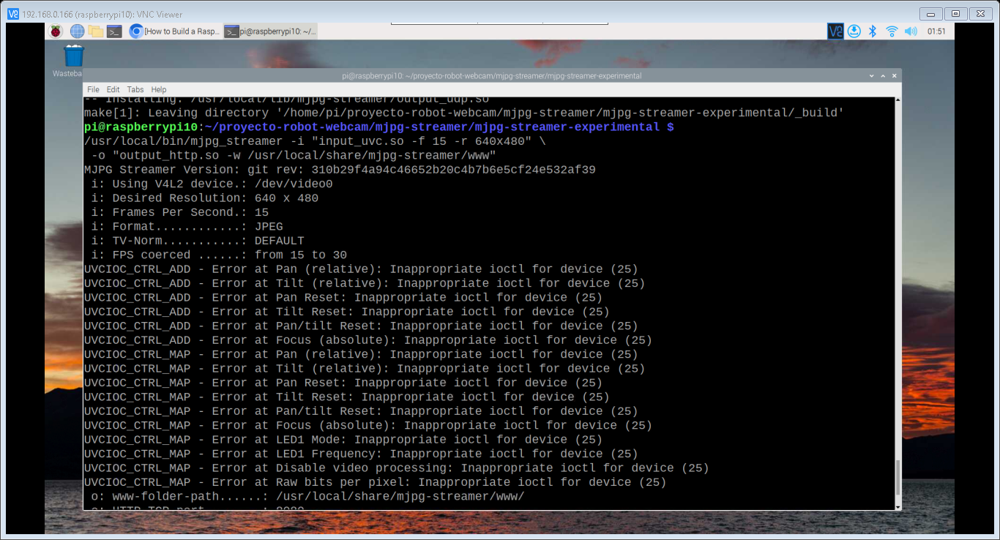 192.168.0.166 (raspberrypi10): VNC Viewer
[How to Build a Rasp...
pi@raspberrypi10: ~/...
01:51
Wasteba
pi@raspberrypi10: ~/proyecto-robot-webcam/mjpg-streamer/mjpg-streamer-experimental
File Edit Tabs Help
-- Installing: /usr/local/lib/mjpg-streamer/output_udp.so
make[1]: Leaving directory '/home/pi/proyecto-robot-webcam/mjpg-streamer/mjpg-streamer-experimental/_build'
pi@raspberrypi10:~/proyecto-robot-webcam/mjpg-streamer/mjpg-streamer-experimental $
/usr/local/bin/mjpg_streamer -i "input_uvc.so -f 15 -r 640x480" \
-o "output_http.so -w /usr/local/share/mjpg-streamer/www"
MJPG Streamer Version: git rev: 310b29f4a94c46652b20c4b7b6e5cf24e532af39
i: Using V4L2 device.: /dev/video0
i: Desired Resolution: 640 x 480
i: Frames Per Second.: 15
i: Format............: JPEG
i: TV-Norm...........: DEFAULT
i: FPS coerced ......: from 15 to 30
UVCIOC_CTRL_ADD - Error at Pan (relative): Inappropriate ioctl for device (25)
UVCIOC_CTRL_ADD - Error at Tilt (relative): Inappropriate ioctl for device (25)
UVCIOC_CTRL_ADD - Error at Pan Reset: Inappropriate ioctl for device (25)
UVCIOC_CTRL_ADD - Error at Tilt Reset: Inappropriate ioctl for device (25)
UVCIOC_CTRL_ADD - Error at Pan/tilt Reset: Inappropriate ioctl for device (25)
UVCIOC_CTRL_ADD - Error at Focus (absolute): Inappropriate ioctl for device (25)
UVCIOC_CTRL_MAP - Error at Pan (relative): Inappropriate ioctl for device (25)
UVCIOC_CTRL_MAP - Error at Tilt (relative): Inappropriate ioctl for device (25)
UVCIOC_CTRL_MAP - Error at Pan Reset: Inappropriate ioctl for device (25)
UVCIOC_CTRL_MAP - Error at Tilt Reset: Inappropriate ioctl for device (25)
UVCIOC_CTRL_MAP - Error at Pan/tilt Reset: Inappropriate ioctl for device (25)
UVCIOC_CTRL_MAP - Error at Focus (absolute): Inappropriate ioctl for device (25)
UVCIOC_CTRL_MAP - Error at LED1 Mode: Inappropriate ioctl for device (25)
UVCIOC_CTRL_MAP - Error at LED1 Frequency: Inappropriate ioctl for device (25)
UVCIOC_CTRL_MAP - Error at Disable video processing: Inappropriate ioctl for device (25)
UVCIOC_CTRL_MAP - Error at Raw bits per pixel: Inappropriate ioctl for device (25)
o: www-folder-path......: /usr/local/share/mjpg-streamer/www/
o: HTTP TCP port........: 8080